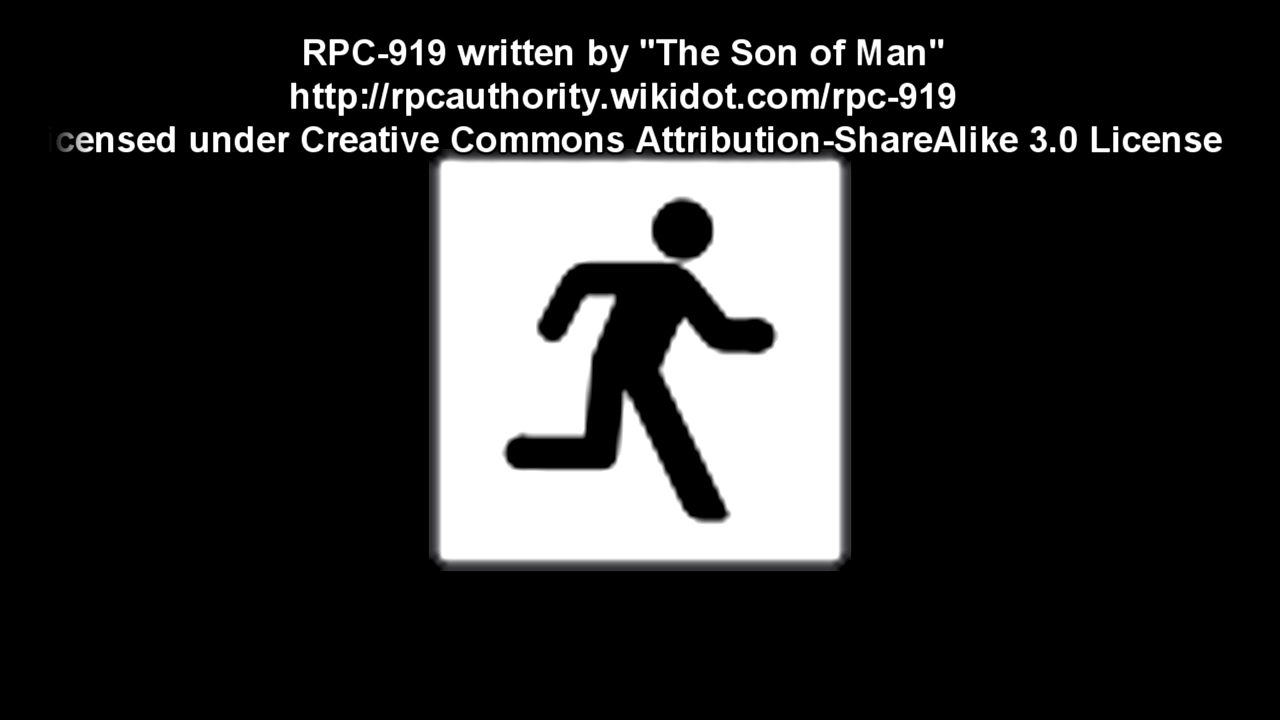 RPC-919 written by "The Son of Man"
http://rpcauthority.wikidot.com/rpc-919
icensed under Creative Commons Attribution-ShareAlike 3.0 License